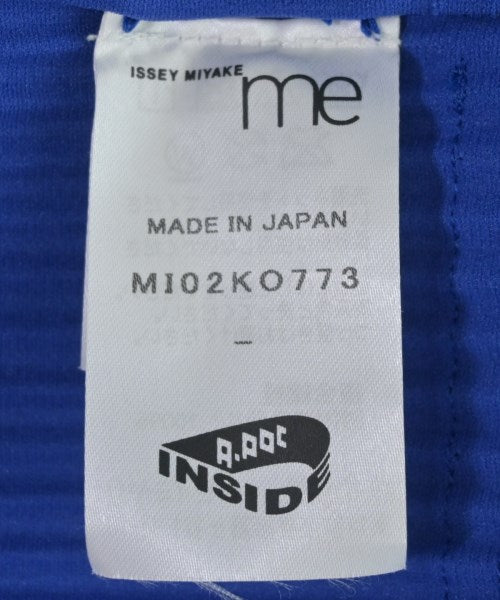 ISSEY MIYAKE me
MADE IN JAPAN
MI02KO773
–
A.POC
INSIDE